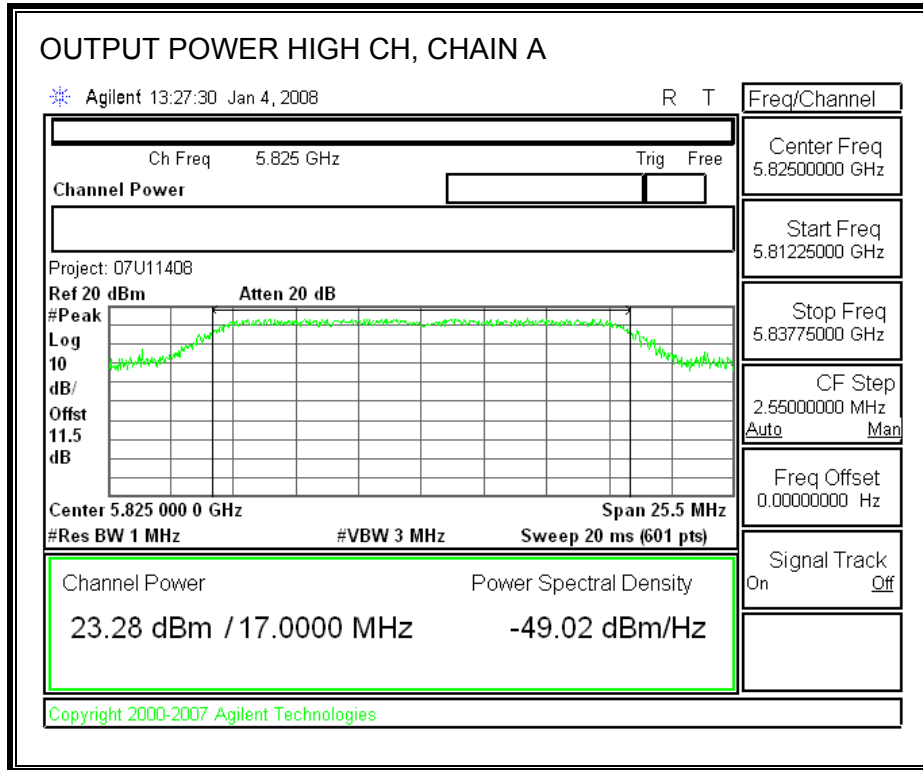 OUTPUT POWER HIGH CH, CHAIN A
Agilent 13:27:30 Jan 4, 2008 R T
Freq/Channel
Ch Freq 5.825 GHz Trig Free
Channel Power
Center Freq
5.82500000 GHz
Start Freq
5.81225000 GHz
Stop Freq
5.83775000 GHz
CF Step
2.55000000 MHz
Auto Man
Freq Offset
0.00000000 Hz
Signal Track
On Off
Project: 07U11408
Ref 20 dBm Atten 20 dB
#Peak
Log
10
dB/
Offst
11.5
dB
Center 5.825 000 0 GHz Span 25.5 MHz
#Res BW 1 MHz #VBW 3 MHz Sweep 20 ms (601 pts)
Channel Power Power Spectral Density
23.28 dBm / 17.0000 MHz -49.02 dBm/Hz
Copyright 2000-2007 Agilent Technologies